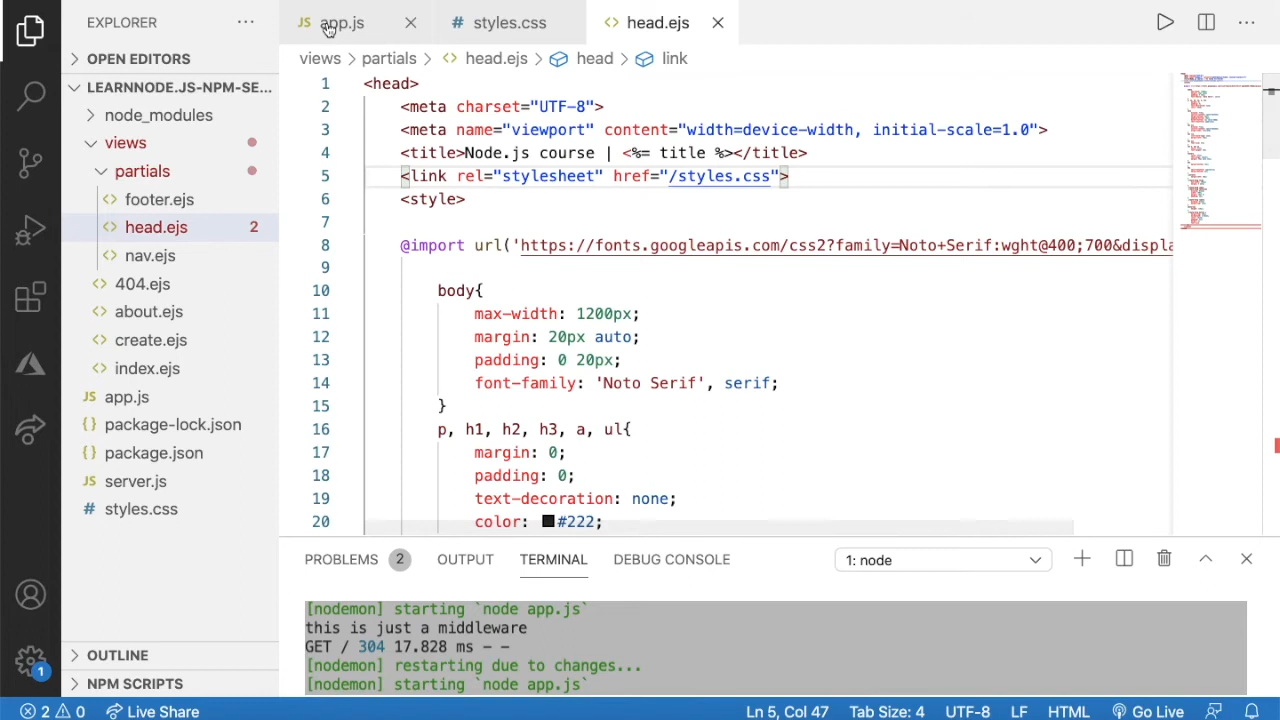 EXPLORER
OPEN EDITORS
LEARNNODE.JS-NPM-SE...
node_modules
views
partials
footer.ejs
head.ejs 2
nav.ejs
404.ejs
about.ejs
create.ejs
index.ejs
JS app.js
{} package-lock.json
{} package.json
JS server.js
# styles.css
OUTLINE
NPM SCRIPTS
JS app.js
# styles.css
<> head.ejs
views > partials > <> head.ejs > head > link
1 <head>
2 <meta charset="UTF-8">
3 <meta name="viewport" content="width=device-width, initial-scale=1.0">
4 <title>Node.js course | <%= title %></title>
5 <link rel="stylesheet" href="/styles.css">
6 <style>
7
8 @import url('https://fonts.googleapis.com/css2?family=Noto+Serif:wght@400;700&displa
9
10 body{
11 max-width: 1200px;
12 margin: 20px auto;
13 padding: 0 20px;
14 font-family: 'Noto Serif', serif;
15 }
16 p, h1, h2, h3, a, ul{
17 margin: 0;
18 padding: 0;
19 text-decoration: none;
20 color: #222;
PROBLEMS 2 OUTPUT TERMINAL DEBUG CONSOLE 1: node
[nodemon] starting `node app.js`
this is just a middleware
GET / 304 17.828 ms - -
[nodemon] restarting due to changes...
[nodemon] starting `node app.js`
1
2 0 Live Share Ln 5, Col 47 Tab Size: 4 UTF-8 LF HTML Go Live